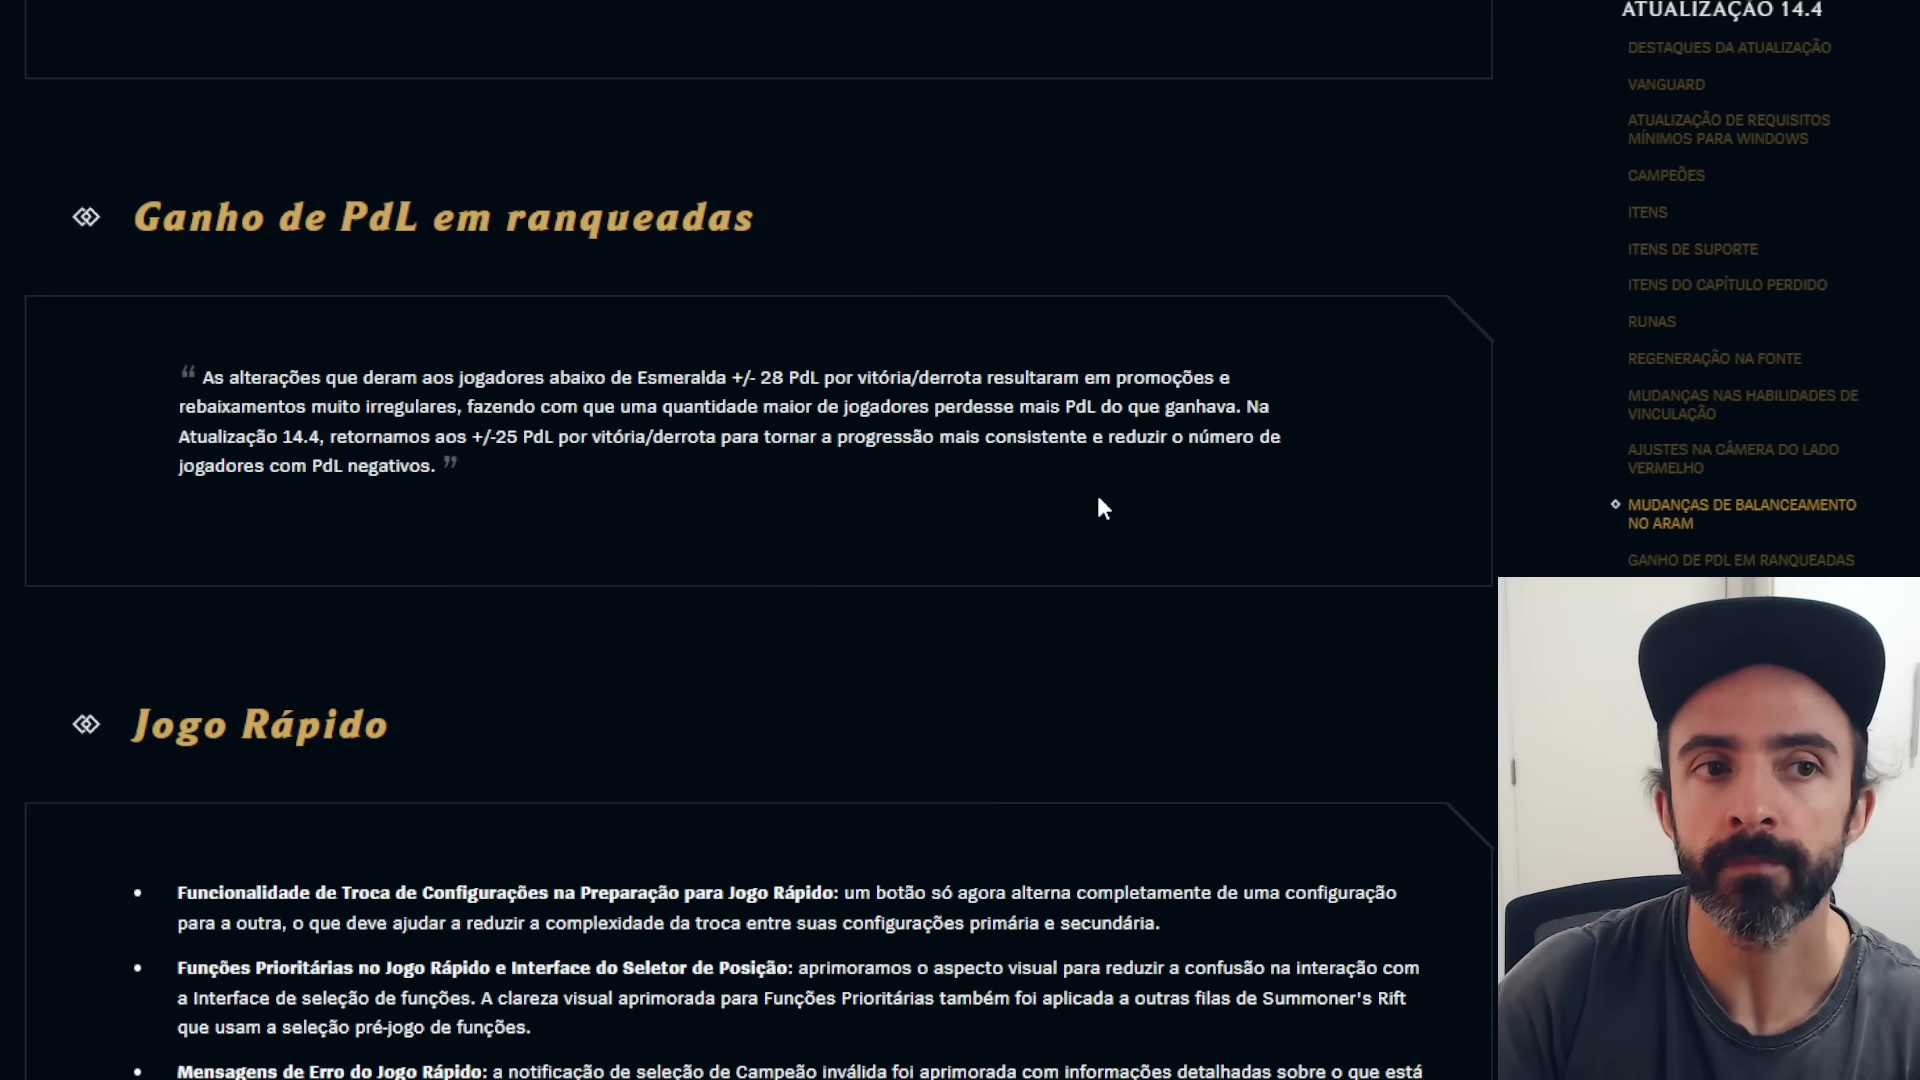 ATUALIZAÇÃO 14.4
DESTAQUES DA ATUALIZAÇÃO
VANGUARD
ATUALIZAÇÃO DE REQUISITOS
MÍNIMOS PARA WINDOWS
CAMPEÕES
ITENS
ITENS DE SUPORTE
ITENS DO CAPÍTULO PERDIDO
RUNAS
REGENERAÇÃO NA FONTE
MUDANÇAS NAS HABILIDADES DE
VINCULAÇÃO
AJUSTES NA CÂMERA DO LADO
VERMELHO
MUDANÇAS DE BALANCEAMENTO
NO ARAM
GANHO DE PDL EM RANQUEADAS
Ganho de PdL em ranqueadas
“ As alterações que deram aos jogadores abaixo de Esmeralda +/- 28 PdL por vitória/derrota resultaram em promoções e
rebaixamentos muito irregulares, fazendo com que uma quantidade maior de jogadores perdesse mais PdL do que ganhava. Na
Atualização 14.4, retornamos aos +/-25 PdL por vitória/derrota para tornar a progressão mais consistente e reduzir o número de
jogadores com PdL negativos. ”
Jogo Rápido
• Funcionalidade de Troca de Configurações na Preparação para Jogo Rápido: um botão só agora alterna completamente de uma configuração
para a outra, o que deve ajudar a reduzir a complexidade da troca entre suas configurações primária e secundária.
• Funções Prioritárias no Jogo Rápido e Interface do Seletor de Posição: aprimoramos o aspecto visual para reduzir a confusão na interação com
a Interface de seleção de funções. A clareza visual aprimorada para Funções Prioritárias também foi aplicada a outras filas de Summoner's Rift
que usam a seleção pré-jogo de funções.
• Mensagens de Erro do Jogo Rápido: a notificação de seleção de Campeão inválida foi aprimorada com informações detalhadas sobre o que está